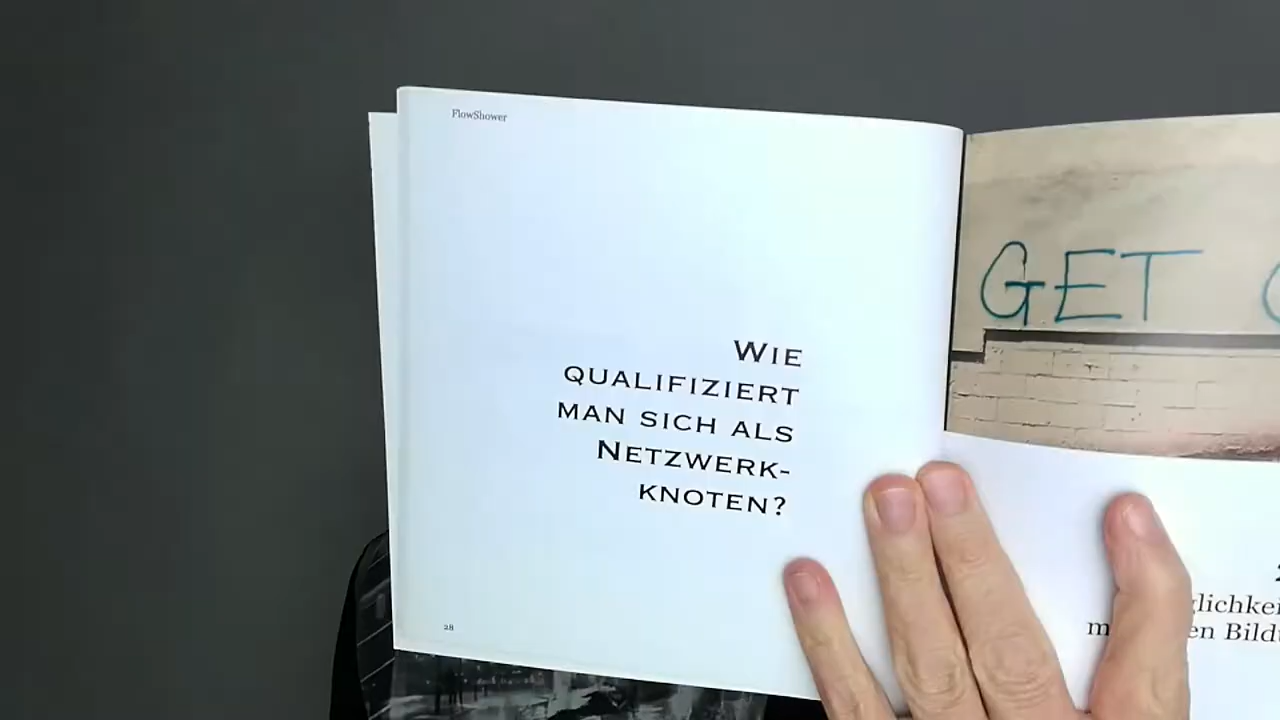 FlowShower
WIE
QUALIFIZIERT
MAN SICH ALS
NETZWERK-
KNOTEN?
28
GET